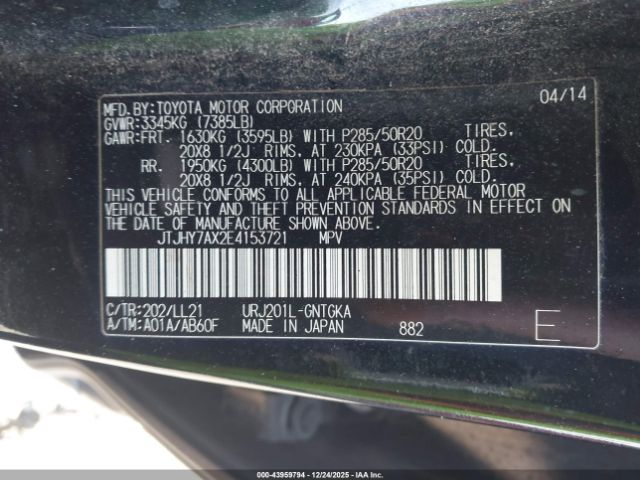 MFD.BY:TOYOTA MOTOR CORPORATION 04/14
GVWR:3345KG (7385LB)
GAWR:FRT. 1630KG (3595LB) WITH P285/50R20 TIRES,
20X8 1/2J RIMS, AT 230KPA (33PSI) COLD.
RR. 1950KG (4300LB) WITH P285/50R20 TIRES,
20X8 1/2J RIMS, AT 240KPA (35PSI) COLD.
THIS VEHICLE CONFORMS TO ALL APPLICABLE FEDERAL MOTOR
VEHICLE SAFETY AND THEFT PREVENTION STANDARDS IN EFFECT ON
THE DATE OF MANUFACTURE SHOWN ABOVE.
JTJHY7AX2E4153721 MPV
C/TR:202/LL21 URJ201L-GNTGKA
A/TM:A01A/AB60F MADE IN JAPAN 882 E
000-43959794 - 12/24/2025 - IAA Corp.